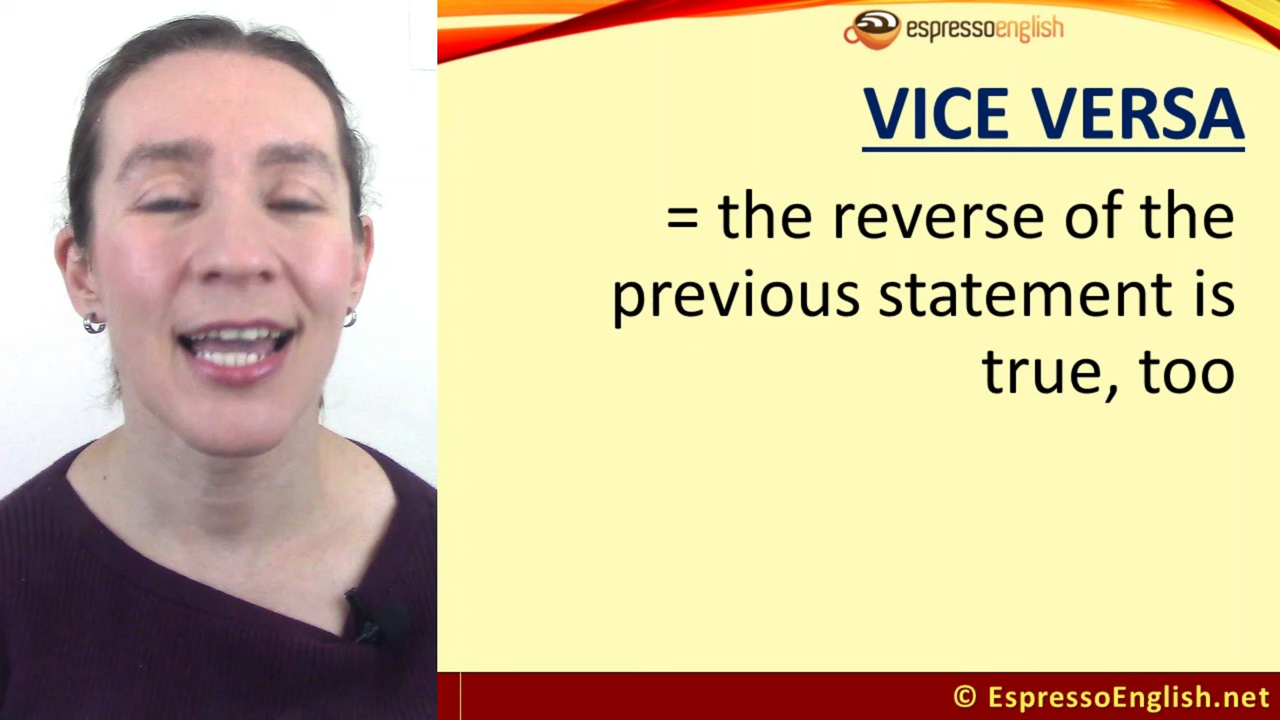 espressoenglish
VICE VERSA
= the reverse of the
previous statement is
true, too
© EspressoEnglish.net